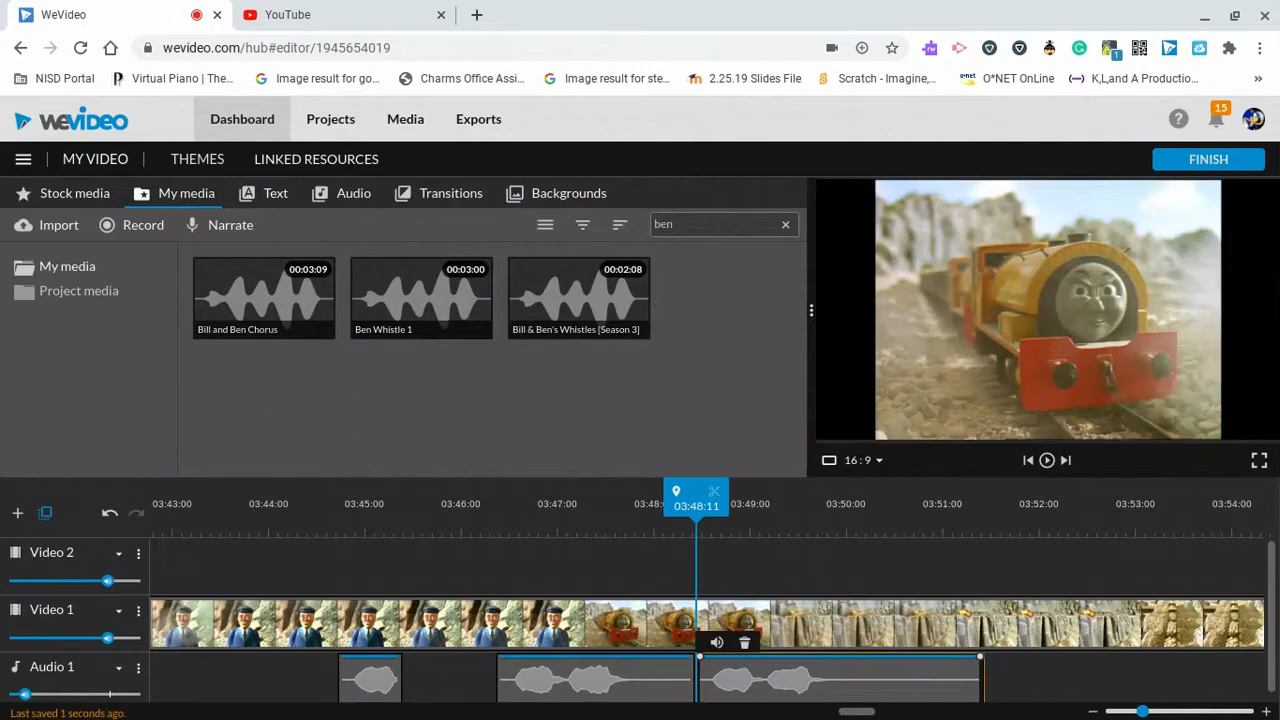 WeVideo
YouTube
wevideo.com/hub#editor/1945654019
1
NISD Portal
Virtual Piano | The...
Image result for go...
Charms Office Assi...
Image result for ste...
2.25.19 Slides File
Scratch - Imagine,...
O*NET OnLine
K,L,and A Productio...
»
wevideo
Dashboard
Projects
Media
Exports
15
MY VIDEO
THEMES
LINKED RESOURCES
FINISH
Stock media
My media
Text
Audio
Transitions
Backgrounds
Import
Record
Narrate
ben
My media
Project media
00:03:09
Bill and Ben Chorus
00:03:00
Ben Whistle 1
00:02:08
Bill & Ben's Whistles [Season 3]
16:9
03:43:00
03:44:00
03:45:00
03:46:00
03:47:00
03:48:11
03:49:00
03:50:00
03:51:00
03:52:00
03:53:00
03:54:00
Video 2
Video 1
Audio 1
Last saved 1 seconds ago.